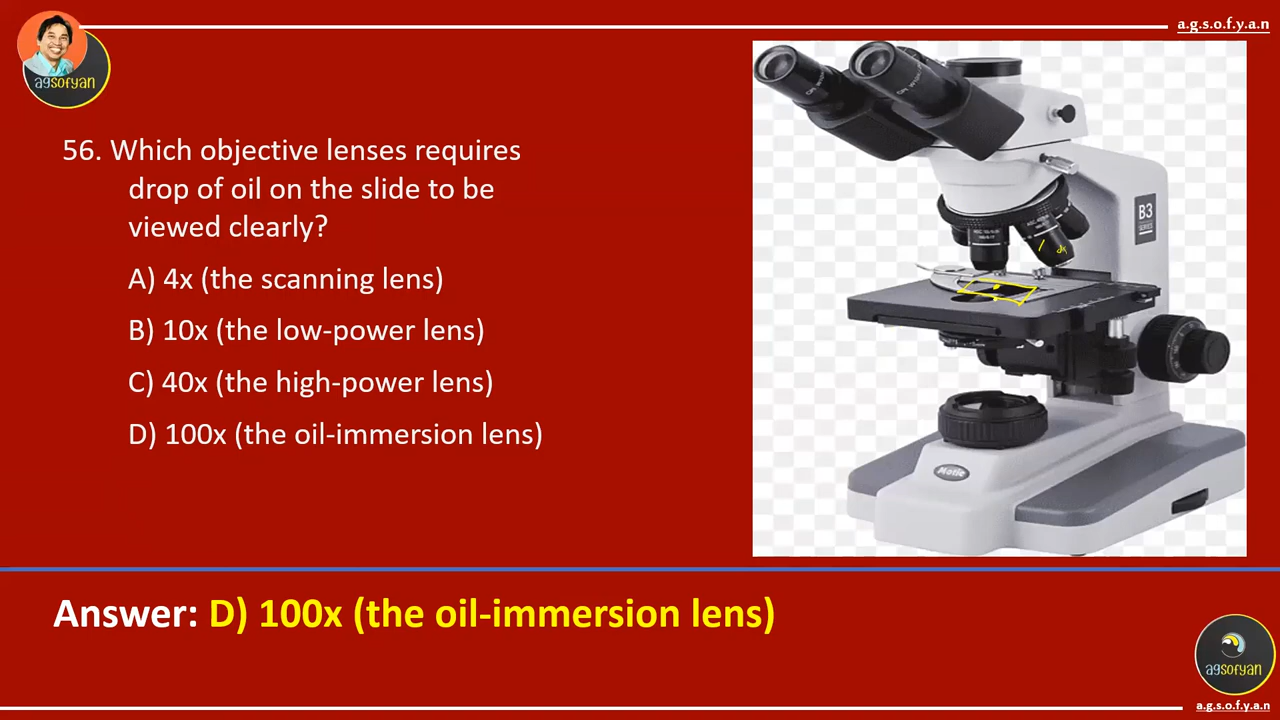 a.g.s.o.f.y.a.n
agsofyan
56. Which objective lenses requires
drop of oil on the slide to be
viewed clearly?
A) 4x (the scanning lens)
B) 10x (the low-power lens)
C) 40x (the high-power lens)
D) 100x (the oil-immersion lens)
B3
SERIES
Motic
Answer: D) 100x (the oil-immersion lens)
agsofyan
a.g.s.o.f.y.a.n